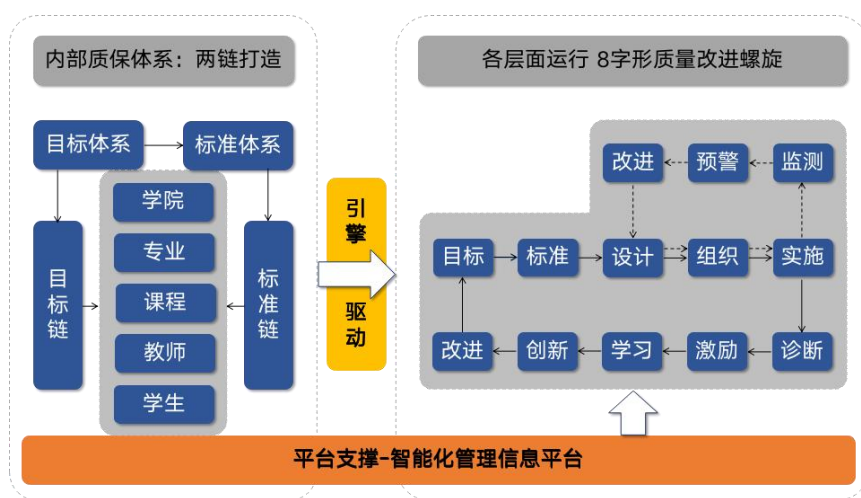 内部质保体系：两链打造
目标体系
标准体系
目标链
学院
专业
课程
教师
学生
标准链
引擎
驱动
各层面运行 8字形质量改进螺旋
改进
预警
监测
目标
标准
设计
组织
实施
改进
创新
学习
激励
诊断
平台支撑-智能化管理信息平台